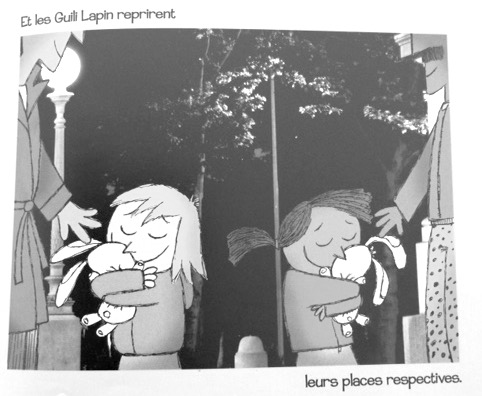 Et les Guili Lapin reprirent
leurs places respectives.